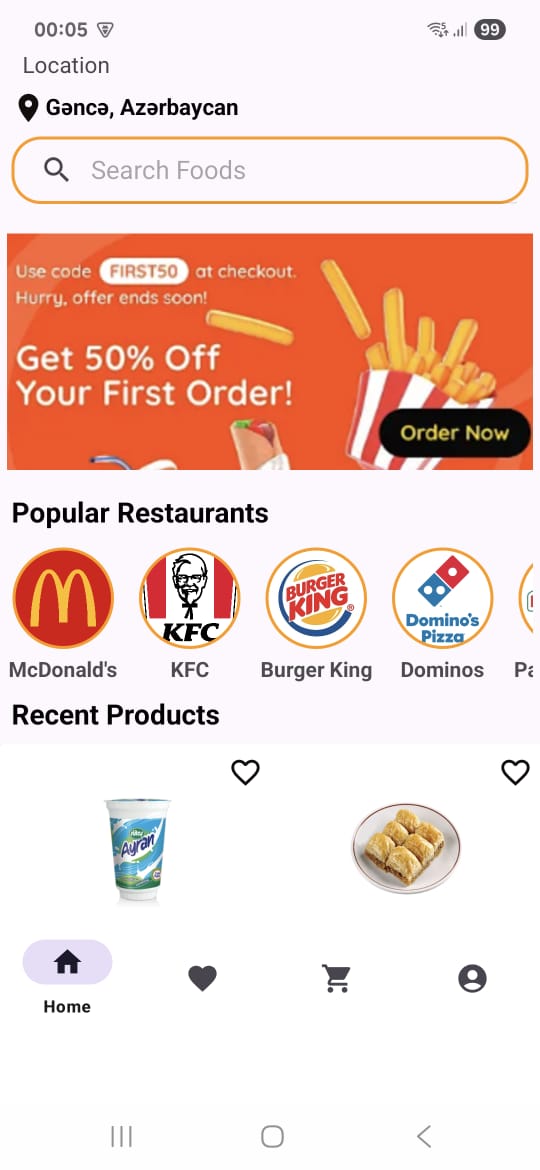 00:05
99
Location
Gəncə, Azərbaycan
Search Foods
Use code FIRST50 at checkout.
Hurry, offer ends soon!
Get 50% Off
Your First Order!
Order Now
Popular Restaurants
KFC
BURGER
KING
Domino's
Pizza
McDonald's
KFC
Burger King
Dominos
Recent Products
Ayran
Home